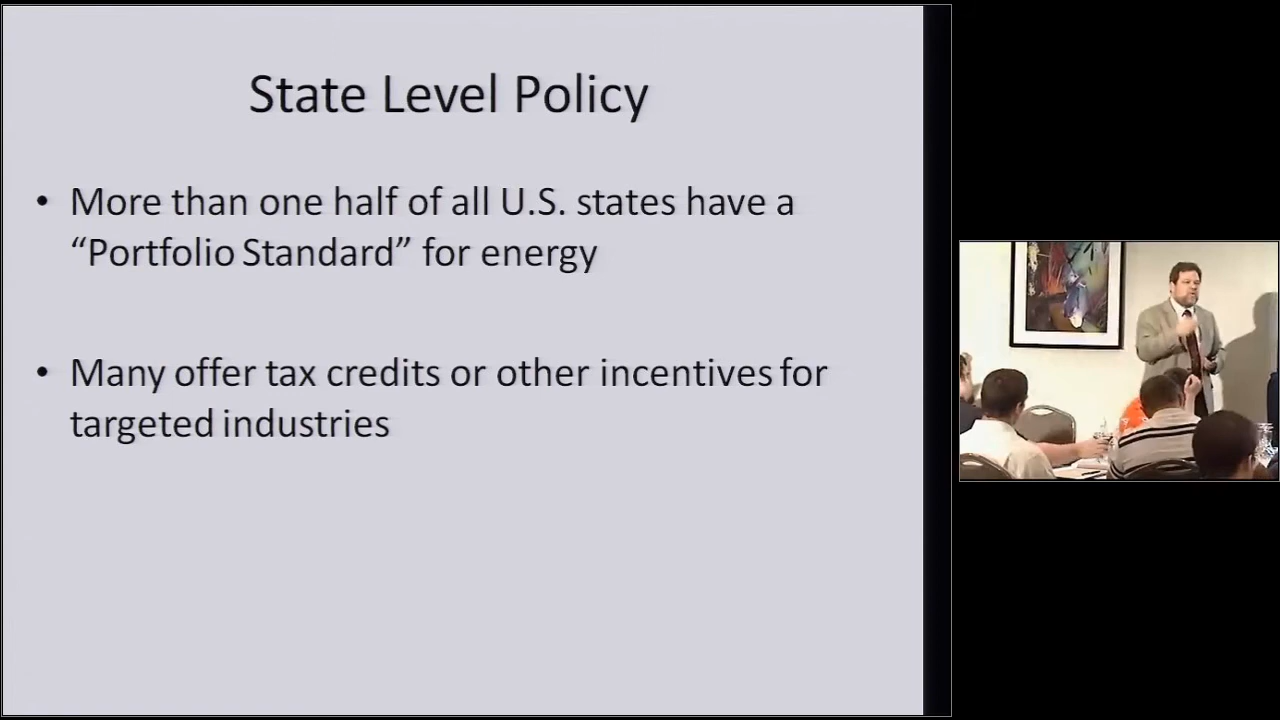 State Level Policy
• More than one half of all U.S. states have a
“Portfolio Standard” for energy
• Many offer tax credits or other incentives for
targeted industries